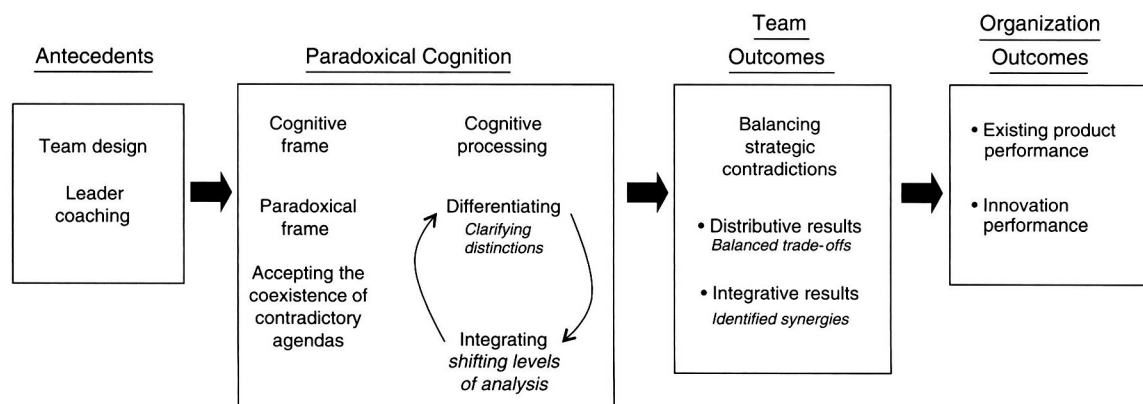 Antecedents
Team design
Leader
coaching
Paradoxical Cognition
Cognitive
frame
Paradoxical
frame
Accepting the
coexistence of
contradictory
agendas
Cognitive
processing
Differentiating
Clarifying
distinctions
Integrating
shifting levels
of analysis
Team
Outcomes
Balancing
strategic
contradictions
• Distributive results
Balanced trade-offs
• Integrative results
Identified synergies
Organization
Outcomes
• Existing product
performance
• Innovation
performance